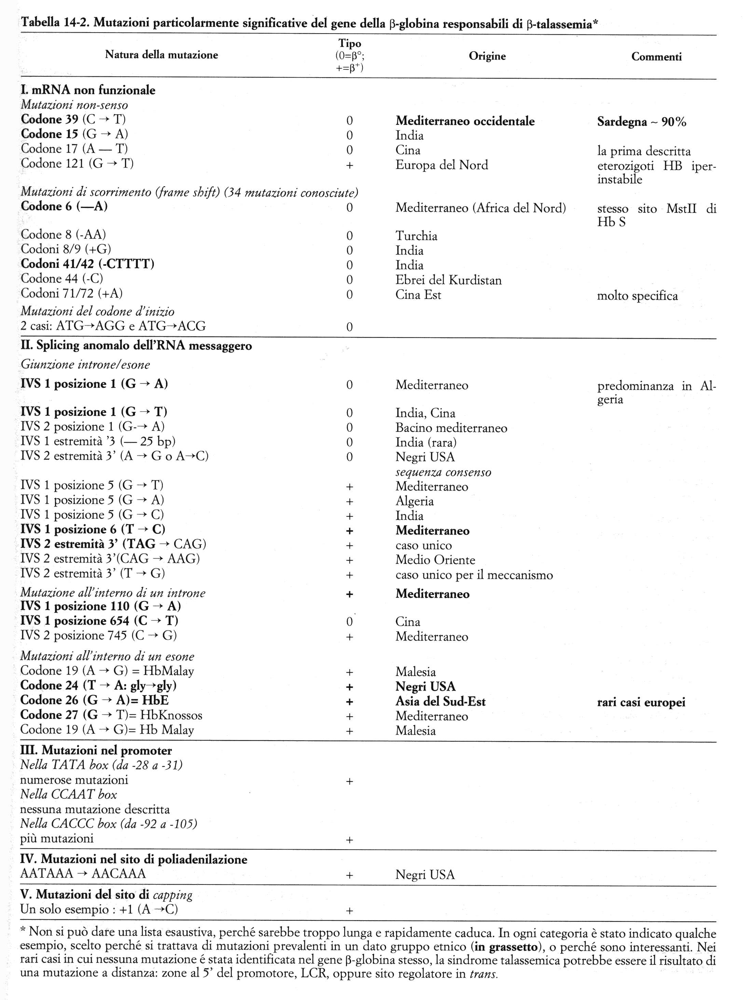 Tabella 14-2. Mutazioni particolarmente significative del gene della β-globina responsabili di β-talassemia*
Natura della mutazione Tipo (0=β°; +=β⁺) Origine Commenti
I. mRNA non funzionale
Mutazioni non-senso
Codone 39 (C → T) 0 Mediterraneo occidentale Sardegna ~ 90%
Codone 15 (G → A) 0 India
Codone 17 (A — T) 0 Cina la prima descritta
Codone 121 (G → T) + Europa del Nord eterozigoti HB iper-
instabile
Mutazioni di scorrimento (frame shift) (34 mutazioni conosciute)
Codone 6 (—A) 0 Mediterraneo (Africa del Nord) stesso sito MstII di
Hb S
Codone 8 (-AA) 0 Turchia
Codoni 8/9 (+G) 0 India
Codoni 41/42 (-CTTTT) 0 India
Codone 44 (-C) 0 Ebrei del Kurdistan
Codoni 71/72 (+A) 0 Cina Est molto specifica
Mutazioni del codone d'inizio
2 casi: ATG→AGG e ATG→ACG 0
II. Splicing anomalo dell'RNA messaggero
Giunzione introne/esone
IVS 1 posizione 1 (G → A) 0 Mediterraneo predominanza in Al-
geria
IVS 1 posizione 1 (G → T) 0 India, Cina
IVS 2 posizione 1 (G-→ A) 0 Bacino mediterraneo
IVS 1 estremità '3 (— 25 bp) 0 India (rara)
IVS 2 estremità 3' (A → G o A→C) 0 Negri USA
sequenza consenso
IVS 1 posizione 5 (G → T) + Mediterraneo
IVS 1 posizione 5 (G → A) + Algeria
IVS 1 posizione 5 (G → C) + India
IVS 1 posizione 6 (T → C) + Mediterraneo
IVS 2 estremità 3' (TAG → CAG) + caso unico
IVS 2 estremità 3'(CAG → AAG) + Medio Oriente
IVS 2 estremità 3' (T → G) + caso unico per il meccanismo
Mutazione all'interno di un introne + Mediterraneo
IVS 1 posizione 110 (G → A)
IVS 1 posizione 654 (C → T) 0 Cina
IVS 2 posizione 745 (C → G) + Mediterraneo
Mutazioni all'interno di un esone
Codone 19 (A → G) = HbMalay + Malesia
Codone 24 (T → A: gly→gly) + Negri USA
Codone 26 (G → A)= HbE + Asia del Sud-Est rari casi europei
Codone 27 (G → T)= HbKnossos + Mediterraneo
Codone 19 (A → G)= Hb Malay + Malesia
III. Mutazioni nel promoter
Nella TATA box (da -28 a -31)
numerose mutazioni +
Nella CCAAT box
nessuna mutazione descritta
Nella CACCC box (da -92 a -105)
più mutazioni +
IV. Mutazioni nel sito di poliadenilazione
AATAAA → AACAAA + Negri USA
V. Mutazioni del sito di capping
Un solo esempio : +1 (A →C) +
* Non si può dare una lista esaustiva, perché sarebbe troppo lunga e rapidamente caduca. In ogni categoria è stato indicato qualche
esempio, scelto perché si trattava di mutazioni prevalenti in un dato gruppo etnico (in grassetto), o perché sono interessanti. Nei
rari casi in cui nessuna mutazione é stata identificata nel gene β-globina stesso, la sindrome talassemica potrebbe essere il risultato di
una mutazione a distanza: zone al 5' del promotore, LCR, oppure sito regolatore in trans.